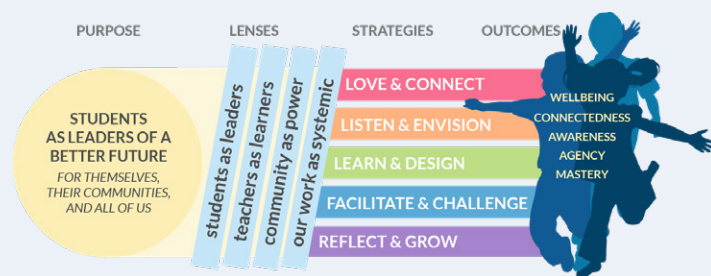 PURPOSE
LENSES
STRATEGIES
OUTCOMES
STUDENTS
AS LEADERS OF A
BETTER FUTURE
FOR THEMSELVES,
THEIR COMMUNITIES,
AND ALL OF US
students as leaders
teachers as learners
community as power
our work as systemic
LOVE & CONNECT
LISTEN & ENVISION
LEARN & DESIGN
FACILITATE & CHALLENGE
REFLECT & GROW
WELLBEING
CONNECTEDNESS
AWARENESS
AGENCY
MASTERY